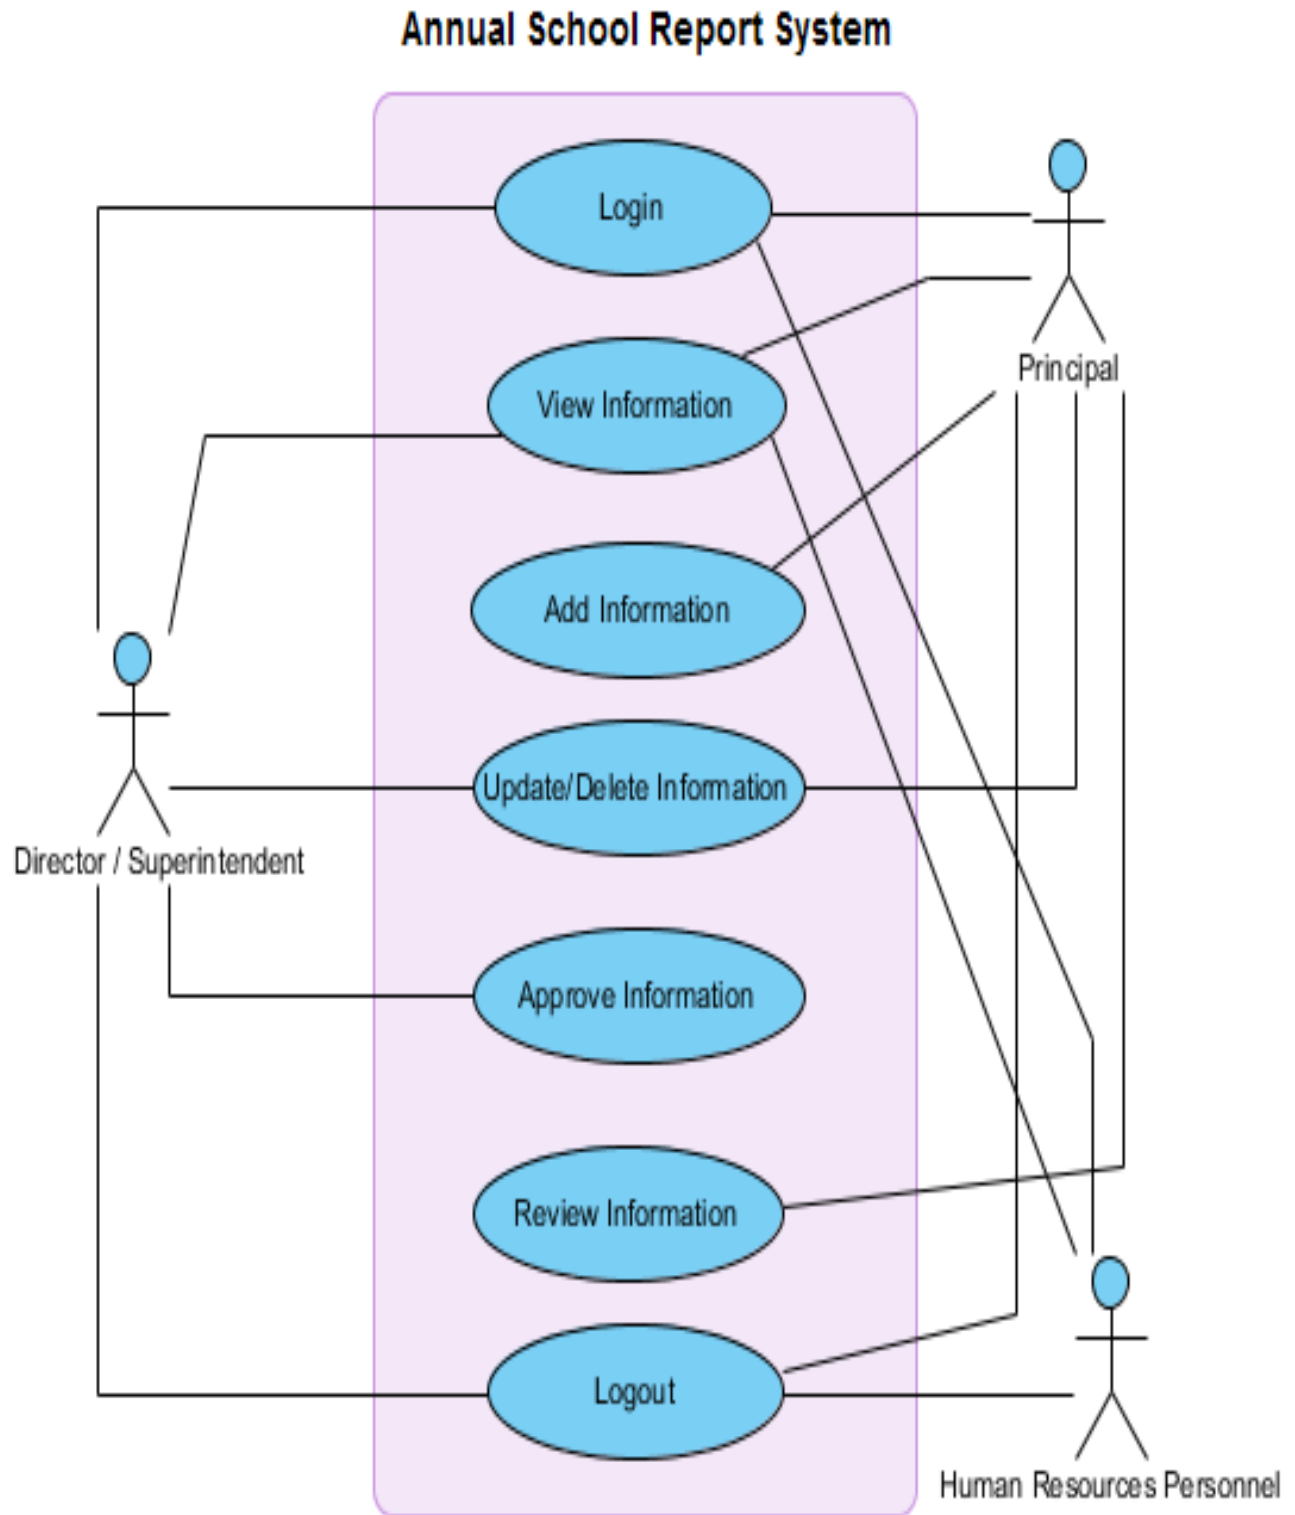 Annual School Report System
Login
View Information
Principal
Add Information
Update/Delete Information
Director / Superintendent
Approve Information
Review Information
Logout
Human Resources Personnel